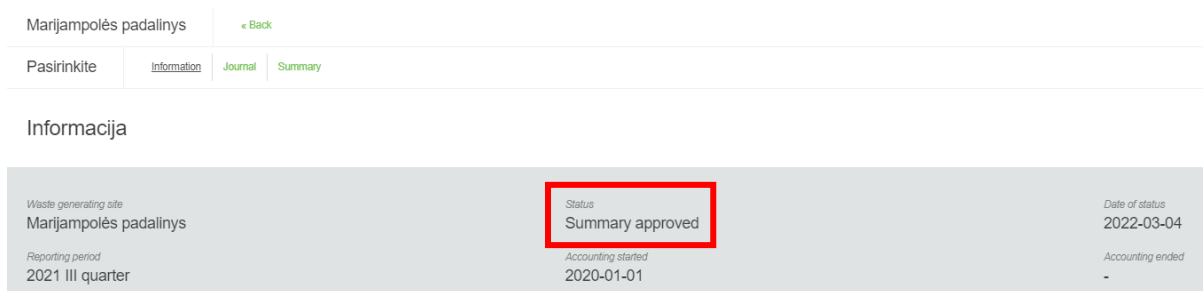 Marijampolės padalinys « Back
Pasirinkite Information Journal Summary
Informacija
Waste generating site Status Date of status
Marijampolės padalinys Summary approved 2022-03-04
Reporting period Accounting started Accounting ended
2021 III quarter 2020-01-01 -